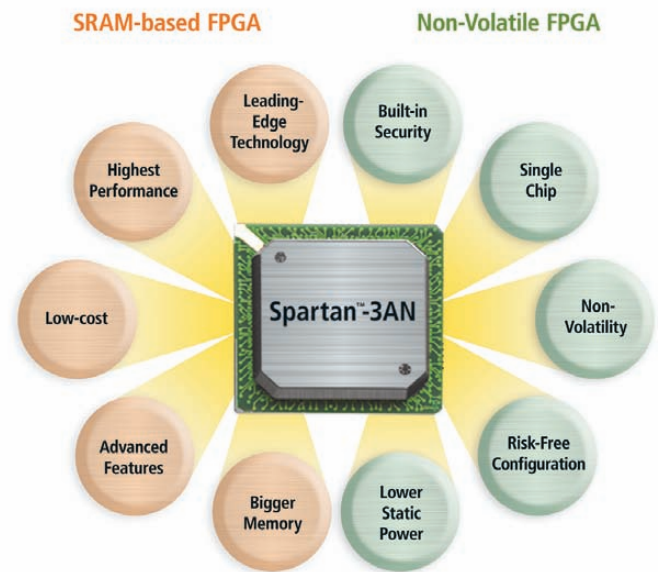 SRAM-based FPGA
Non-Volatile FPGA
Leading-
Edge
Technology
Built-in
Security
Highest
Performance
Single
Chip
Low-cost
Spartan™-3AN
Non-
Volatility
Advanced
Features
Risk-Free
Configuration
Bigger
Memory
Lower
Static
Power